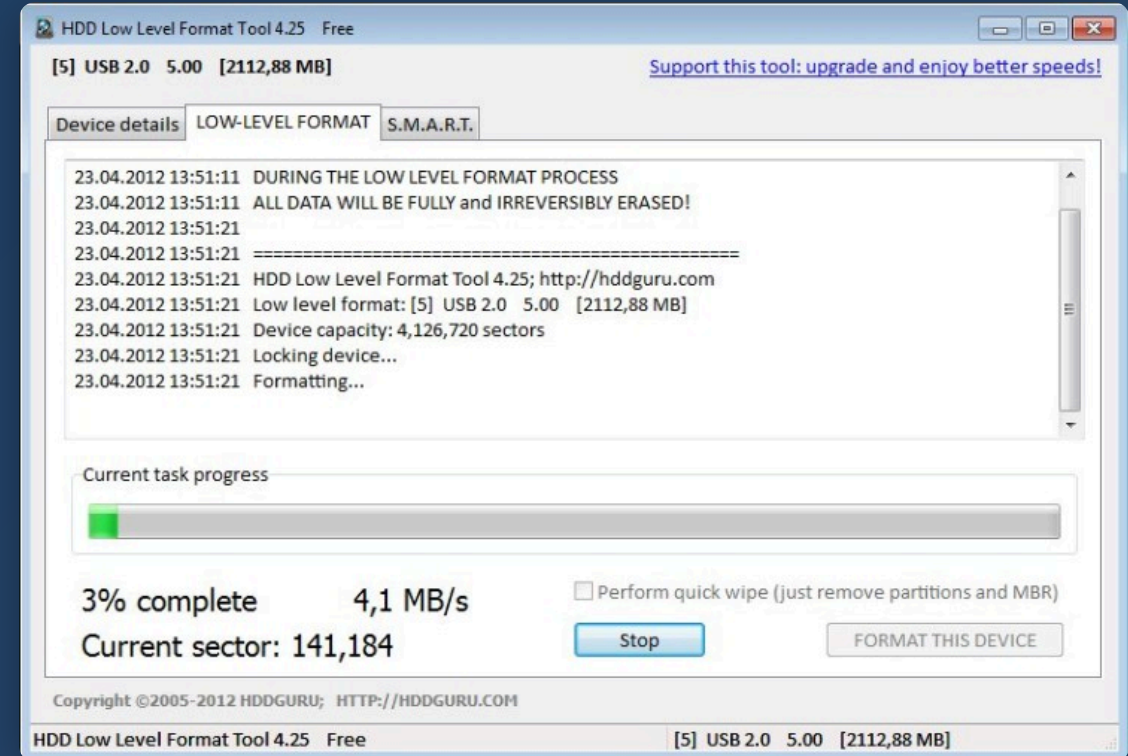 HDD Low Level Format Tool 4.25 Free
[5] USB 2.0 5.00 [2112,88 MB]
Support this tool: upgrade and enjoy better speeds!
Device details LOW-LEVEL FORMAT S.M.A.R.T.
23.04.2012 13:51:11 DURING THE LOW LEVEL FORMAT PROCESS
23.04.2012 13:51:11 ALL DATA WILL BE FULLY and IRREVERSIBLY ERASED!
23.04.2012 13:51:21
23.04.2012 13:51:21 ================================================
23.04.2012 13:51:21 HDD Low Level Format Tool 4.25; http://hddguru.com
23.04.2012 13:51:21 Low level format: [5] USB 2.0 5.00 [2112,88 MB]
23.04.2012 13:51:21 Device capacity: 4,126,720 sectors
23.04.2012 13:51:21 Locking device...
23.04.2012 13:51:21 Formatting...
Current task progress
3% complete 4,1 MB/s
Perform quick wipe (just remove partitions and MBR)
Current sector: 141,184
Stop
FORMAT THIS DEVICE
Copyright ©2005-2012 HDDGURU; HTTP://HDDGURU.COM
HDD Low Level Format Tool 4.25 Free
[5] USB 2.0 5.00 [2112,88 MB]